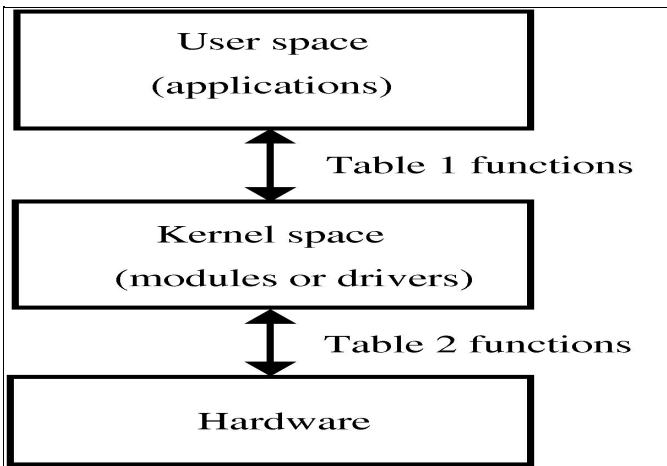 User space
(applications)
Table 1 functions
Kernel space
(modules or drivers)
Table 2 functions
Hardware